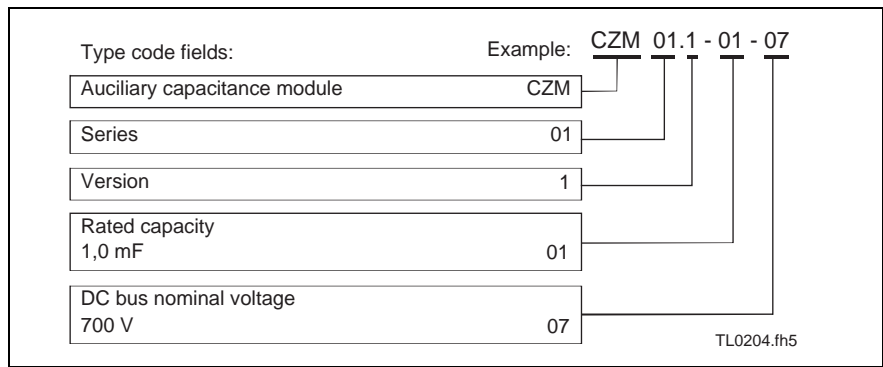 Type code fields: Example: CZM 01.1 - 01 - 07
Auciliary capacitance module CZM
Series 01
Version 1
Rated capacity
1,0 mF 01
DC bus nominal voltage
700 V 07
TL0204.fh5